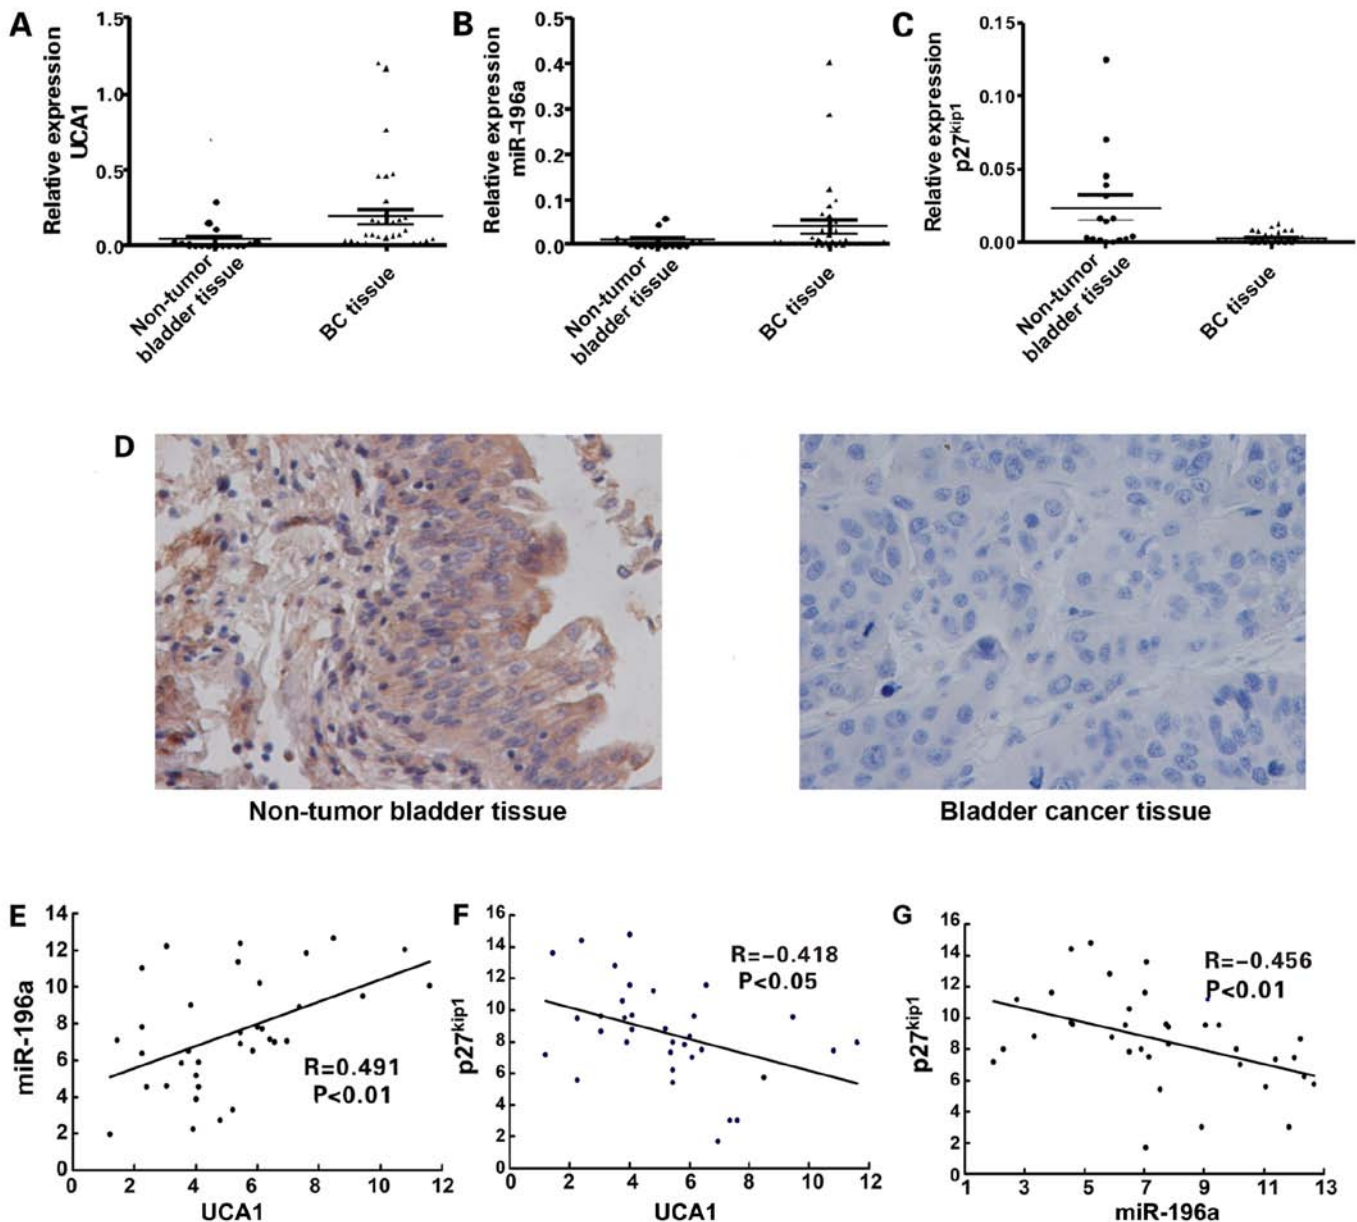 A
Relative expression
UCA1
1.5
1.0
0.5
0.0
Non-tumor
bladder tissue
BC tissue
B
Relative expression
miR-196a
0.5
0.4
0.3
0.2
0.1
0.0
Non-tumor
bladder tissue
BC tissue
C
Relative expression
p27kip1
0.15
0.10
0.05
0.00
Non-tumor
bladder tissue
BC tissue
D
Non-tumor bladder tissue
Bladder cancer tissue
E
miR-196a
14
12
10
8
6
4
2
0
R=0.491
P<0.01
0 2 4 6 8 10 12
UCA1
F
p27kip1
16
14
12
10
8
6
4
2
0
R=-0.418
P<0.05
0 2 4 6 8 10 12
UCA1
G
p27kip1
16
14
12
10
8
6
4
2
0
R=-0.456
P<0.01
1 3 5 7 9 11 13
miR-196a